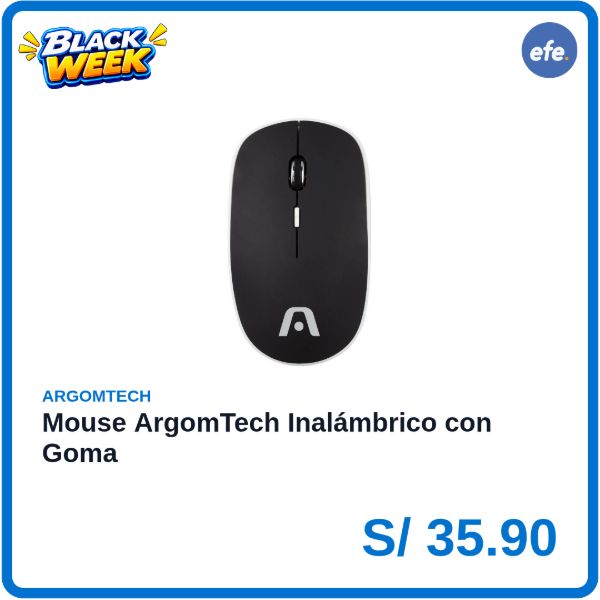 BLACK
WEEK
efe.
ARGOMTECH
Mouse ArgomTech Inalámbrico con
Goma
S/ 35.90